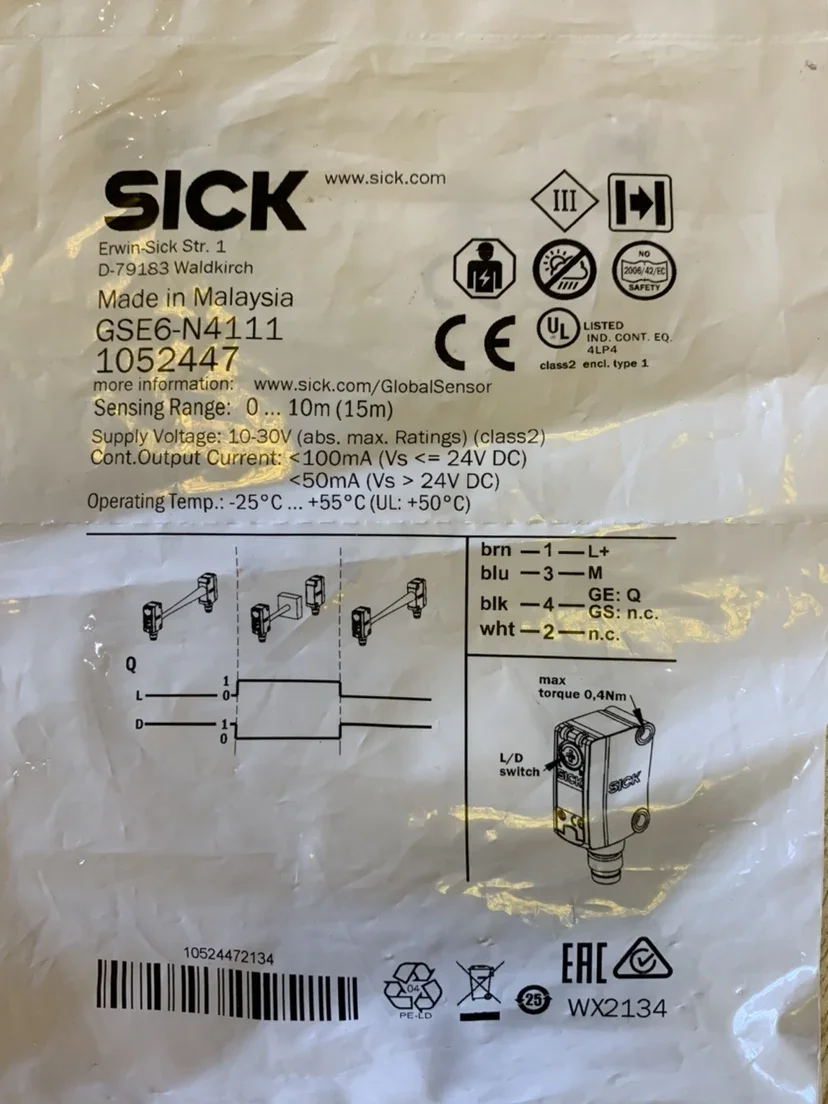 SICK
www.sick.com
III
Erwin-Sick Str. 1
D-79183 Waldkirch
NO
2006/42/EC
SAFETY
Made in Malaysia
GSE6-N4111
1052447
CE
UL
LISTED
IND. CONT. EQ.
4LP4
class2 encl. type 1
more information: www.sick.com/GlobalSensor
Sensing Range: 0 ... 10m (15m)
Supply Voltage: 10-30V (abs. max. Ratings) (class2)
Cont.Output Current: <100mA (Vs <= 24V DC)
<50mA (Vs > 24V DC)
Operating Temp.: -25°C ... +55°C (UL: +50°C)
brn — 1 — L+
blu — 3 — M
blk — 4 — GE: Q
GS: n.c.
wht — 2 — n.c.
Q
L 1
0
D 1
0
max
torque 0,4Nm
L/D
switch
SICK
SICK
10524472134
04
PE-LD
25
EAC
WX2134